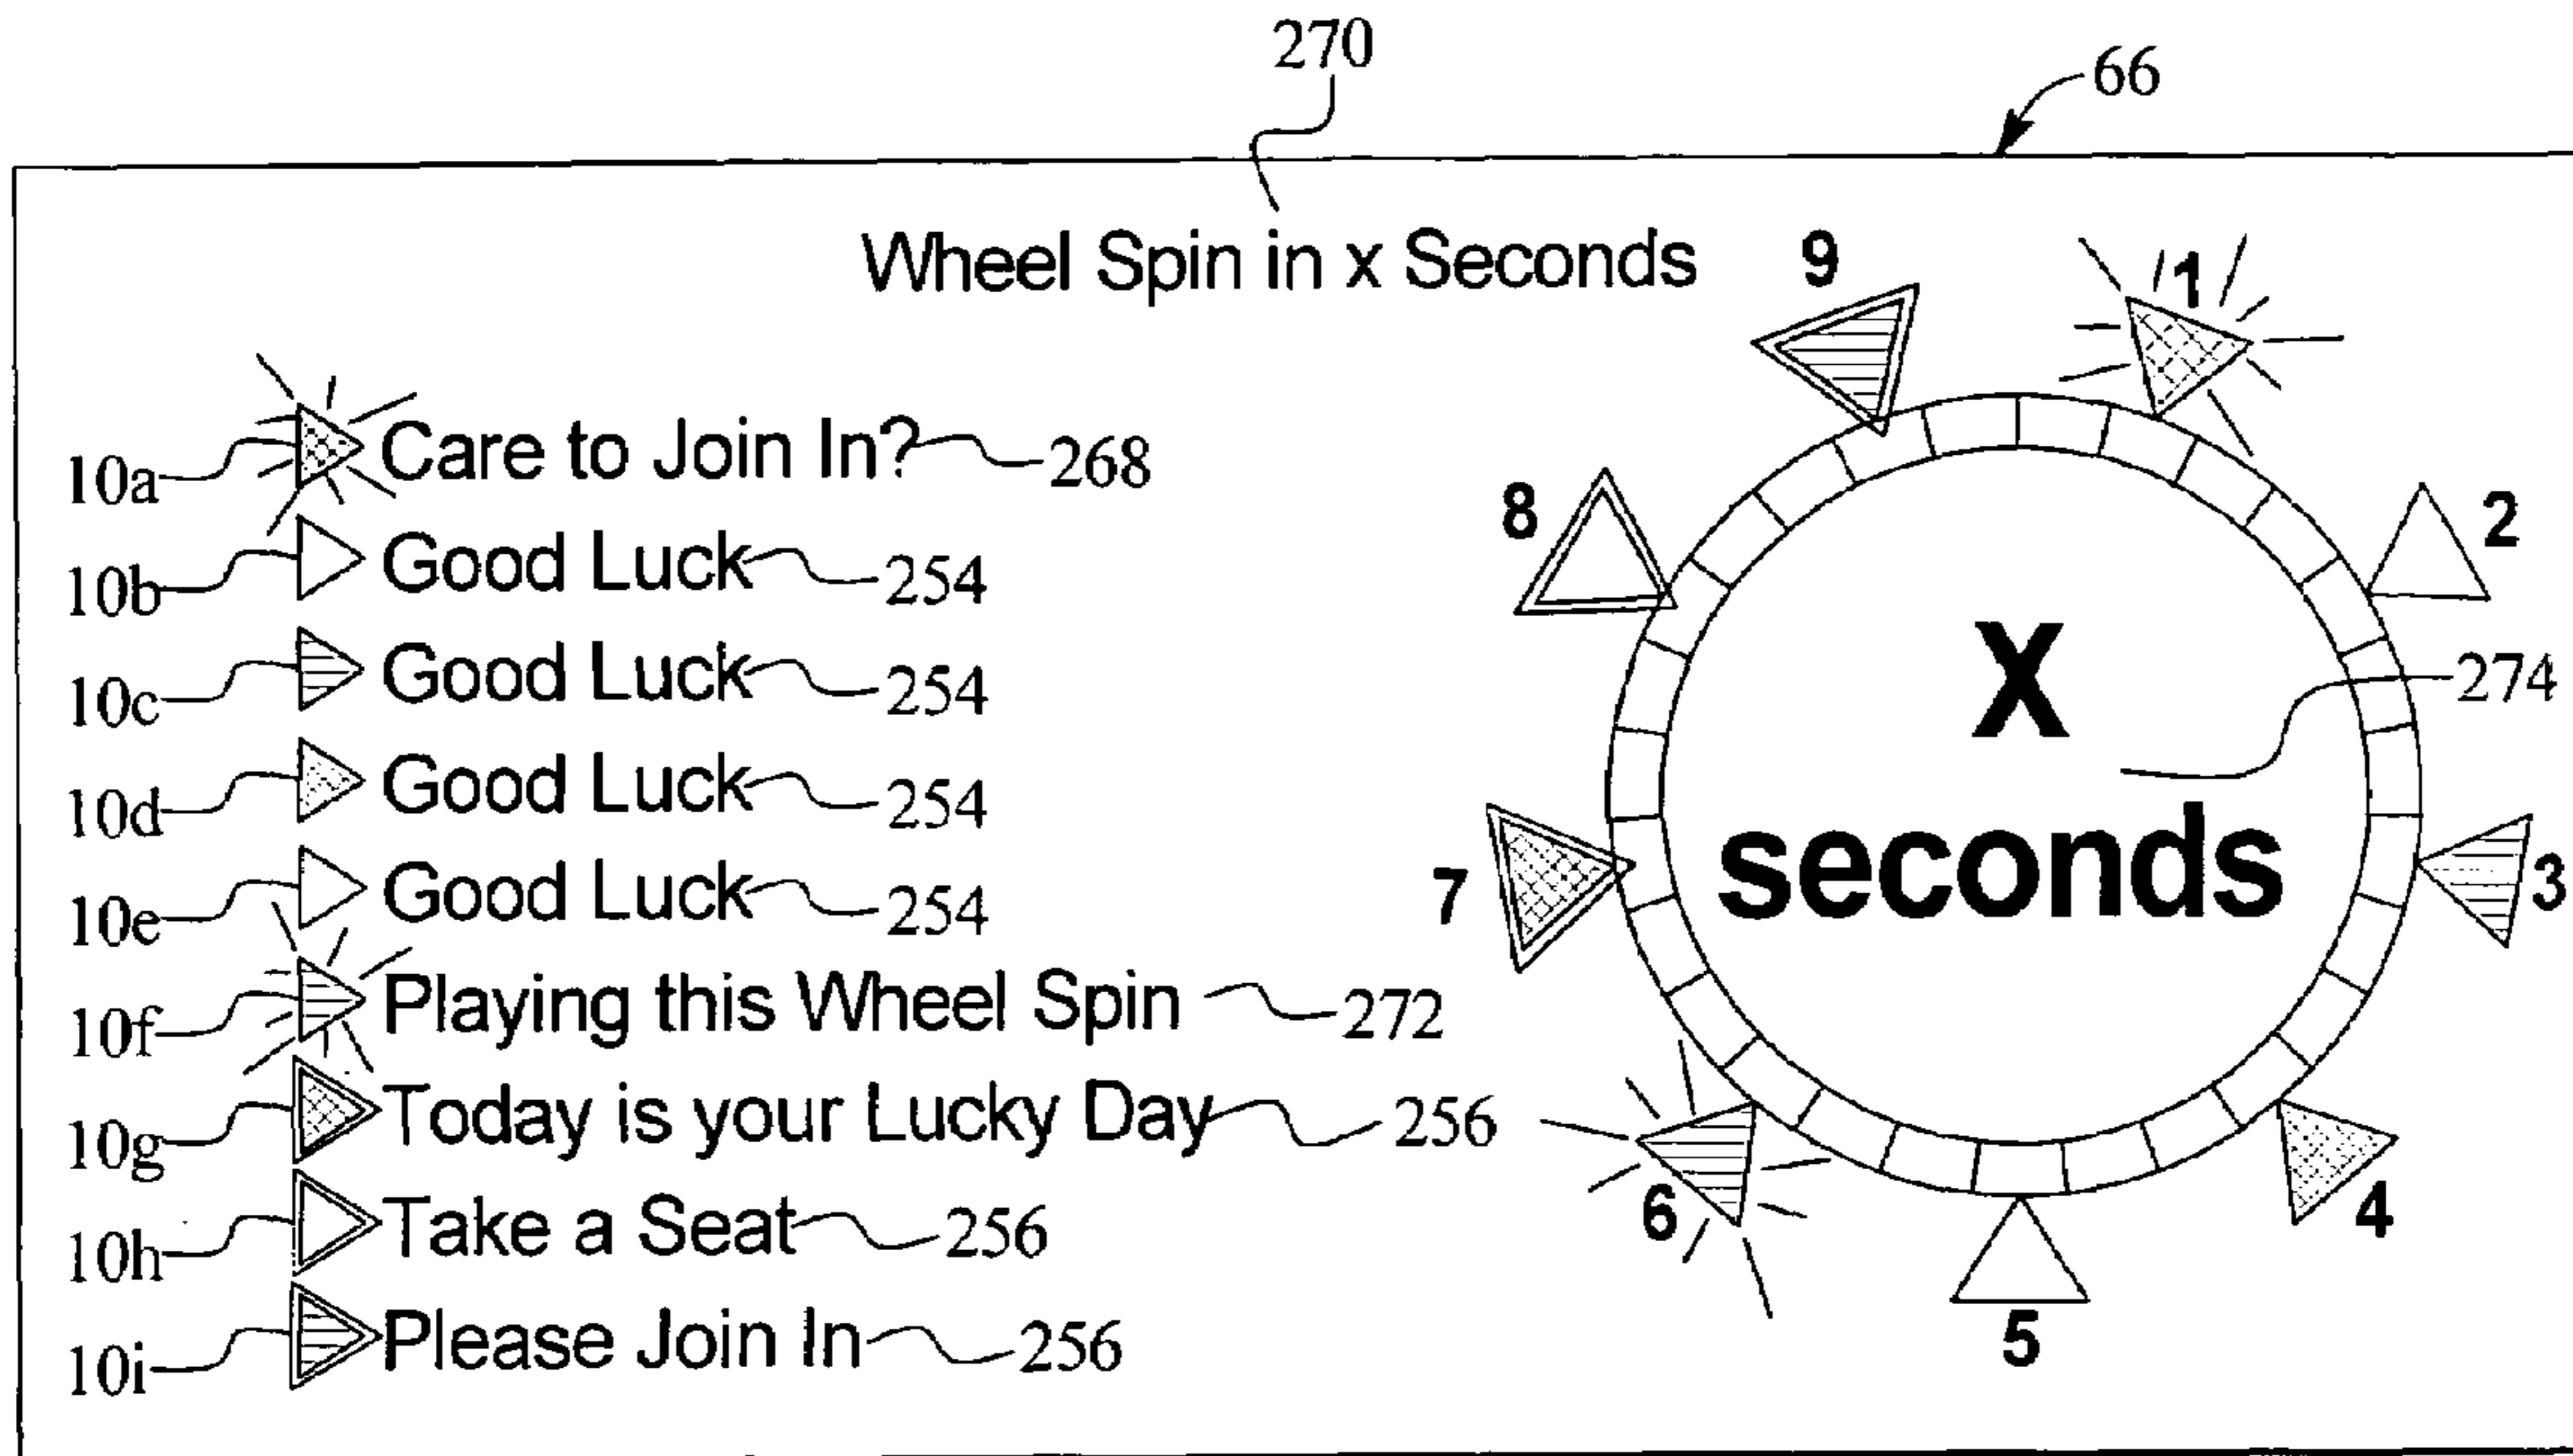 270
66
Wheel Spin in x Seconds
9
1
10a Care to Join In? 268
8
2
10b Good Luck 254
10c Good Luck 254
X
274
10d Good Luck 254
seconds
7
3
10e Good Luck 254
10f Playing this Wheel Spin 272
10g Today is your Lucky Day 256
6
4
10h Take a Seat 256
10i Please Join In 256
5